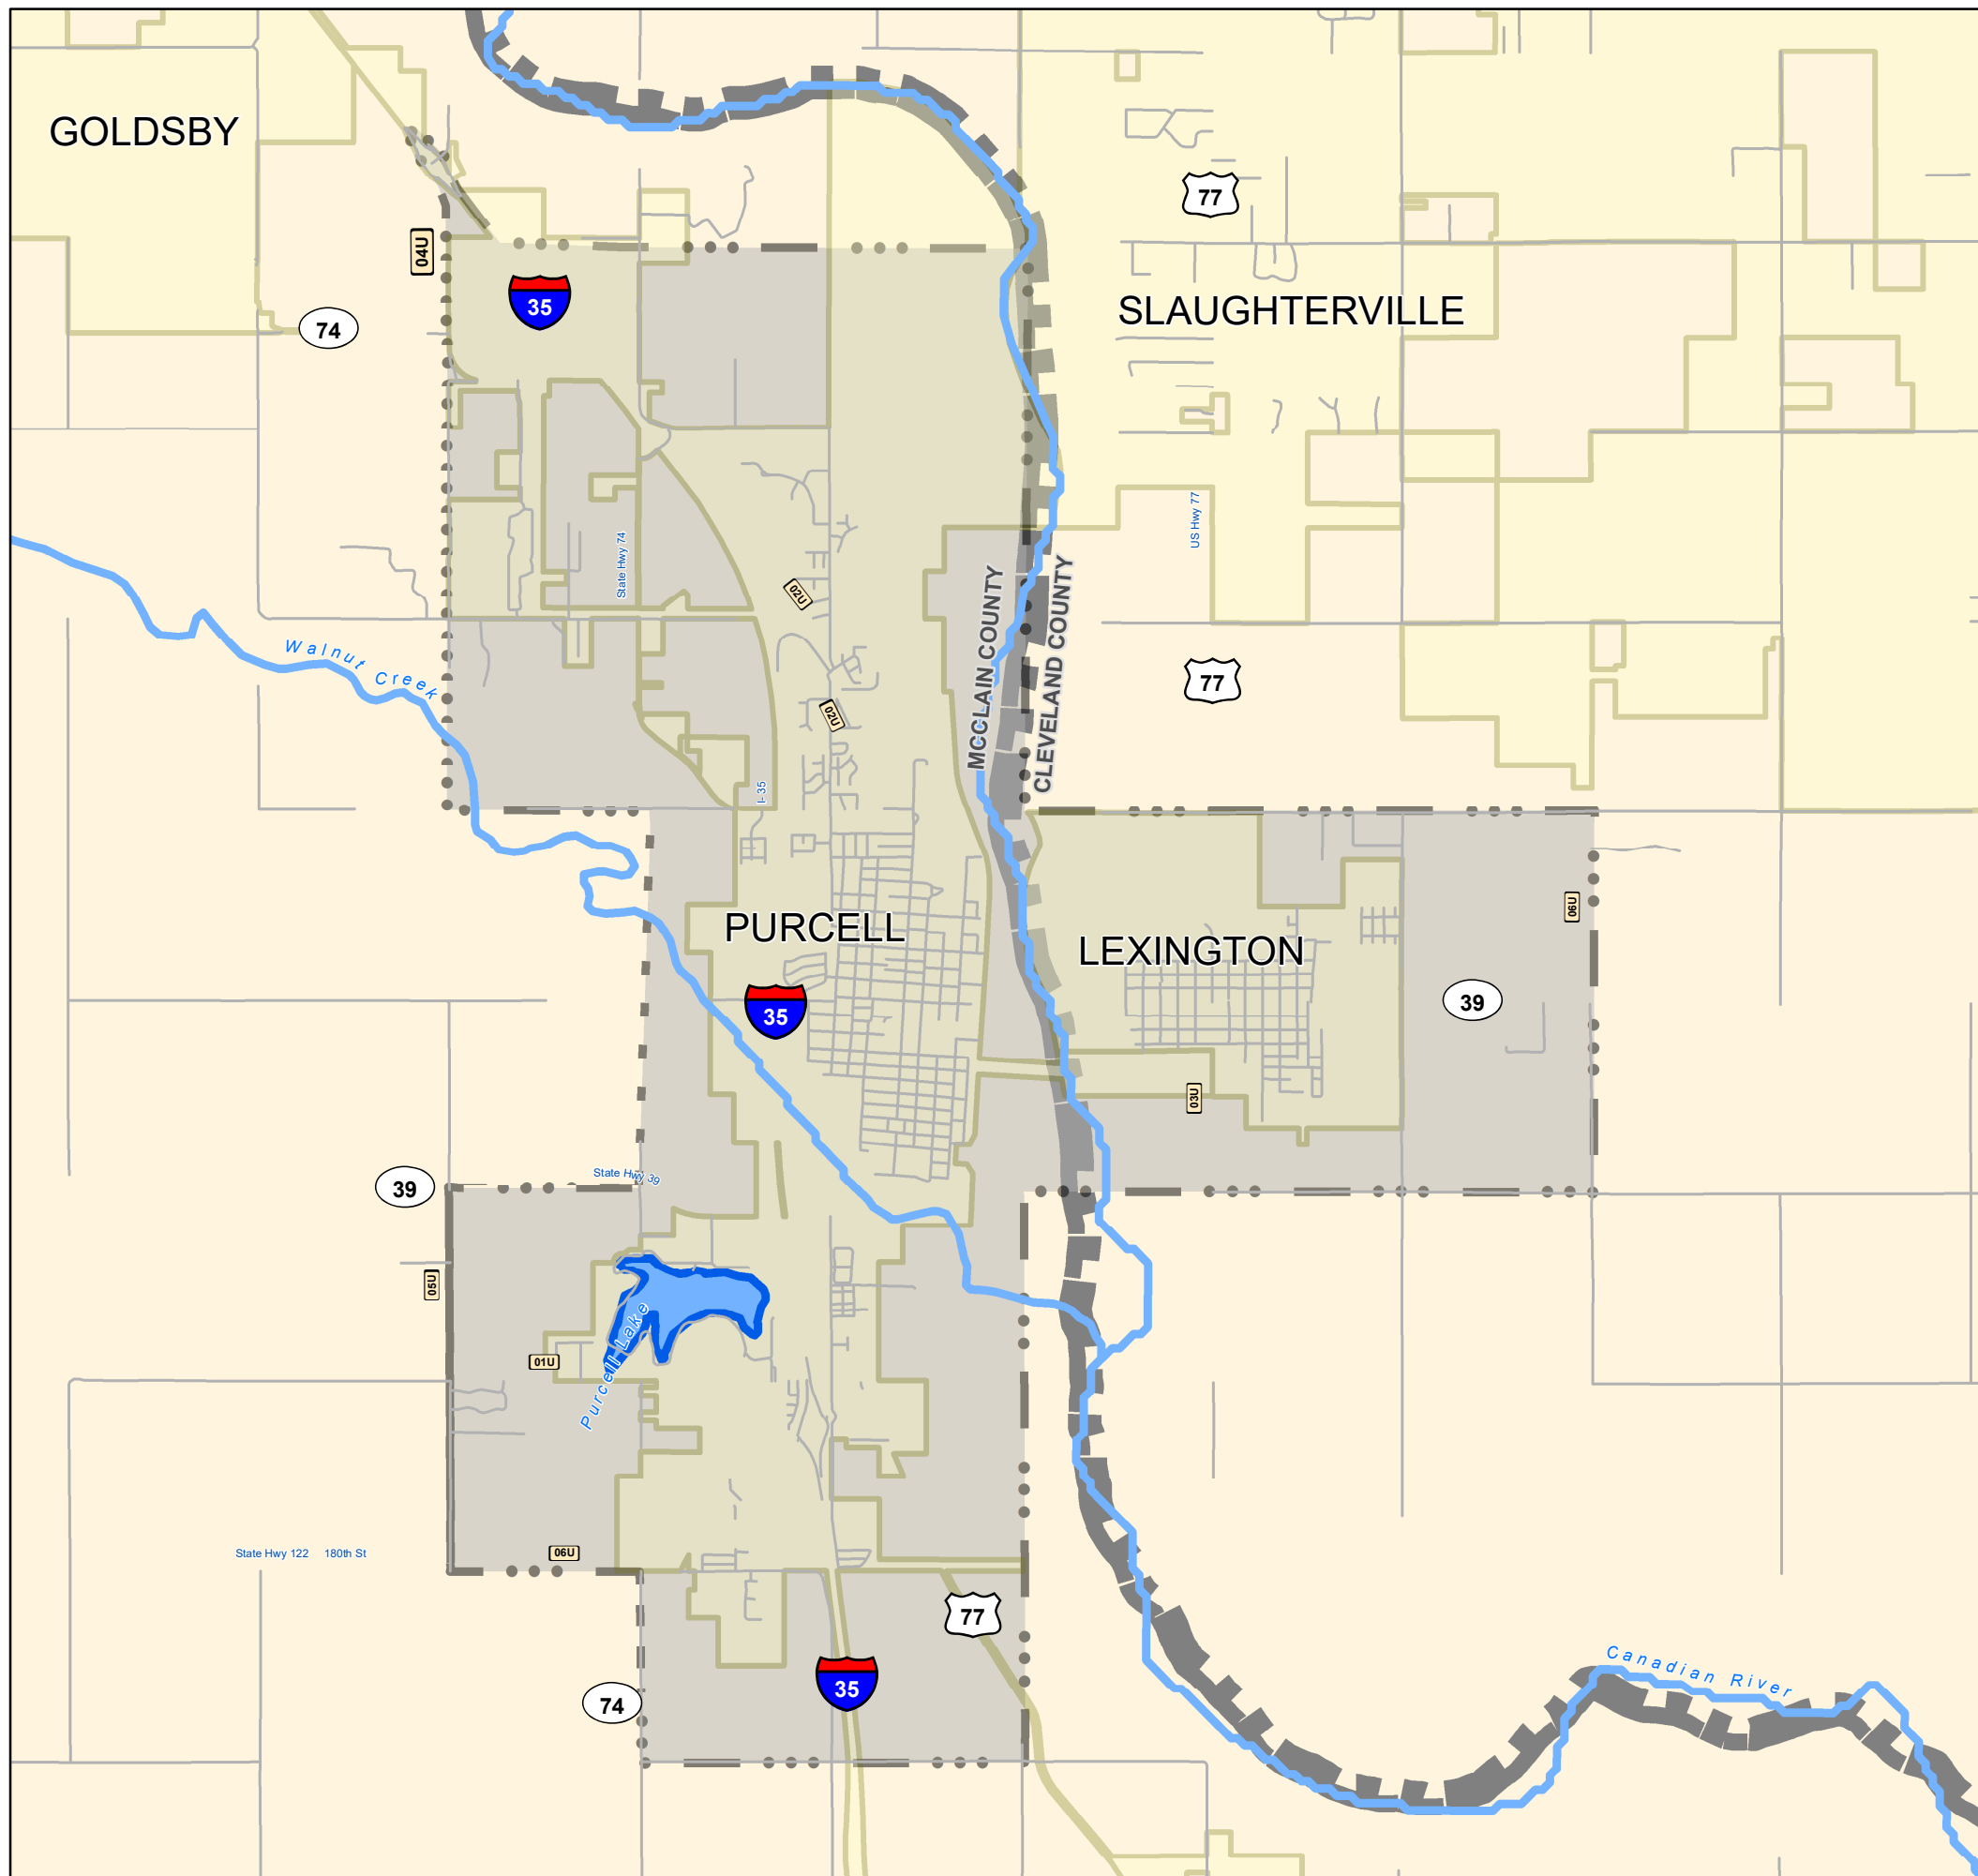 GOLDSBY
77
04U
35
SLAUGHTERVILLE
74
US Hwy 77
State Hwy 74
02U
MCCLAIN COUNTY
CLEVELAND COUNTY
Walnut Creek
77
02U
I-35
06U
PURCELL
LEXINGTON
39
35
03U
State Hwy 39
39
05U
Purcell Lake
01U
State Hwy 122 180th St
06U
77
35
74
Canadian River